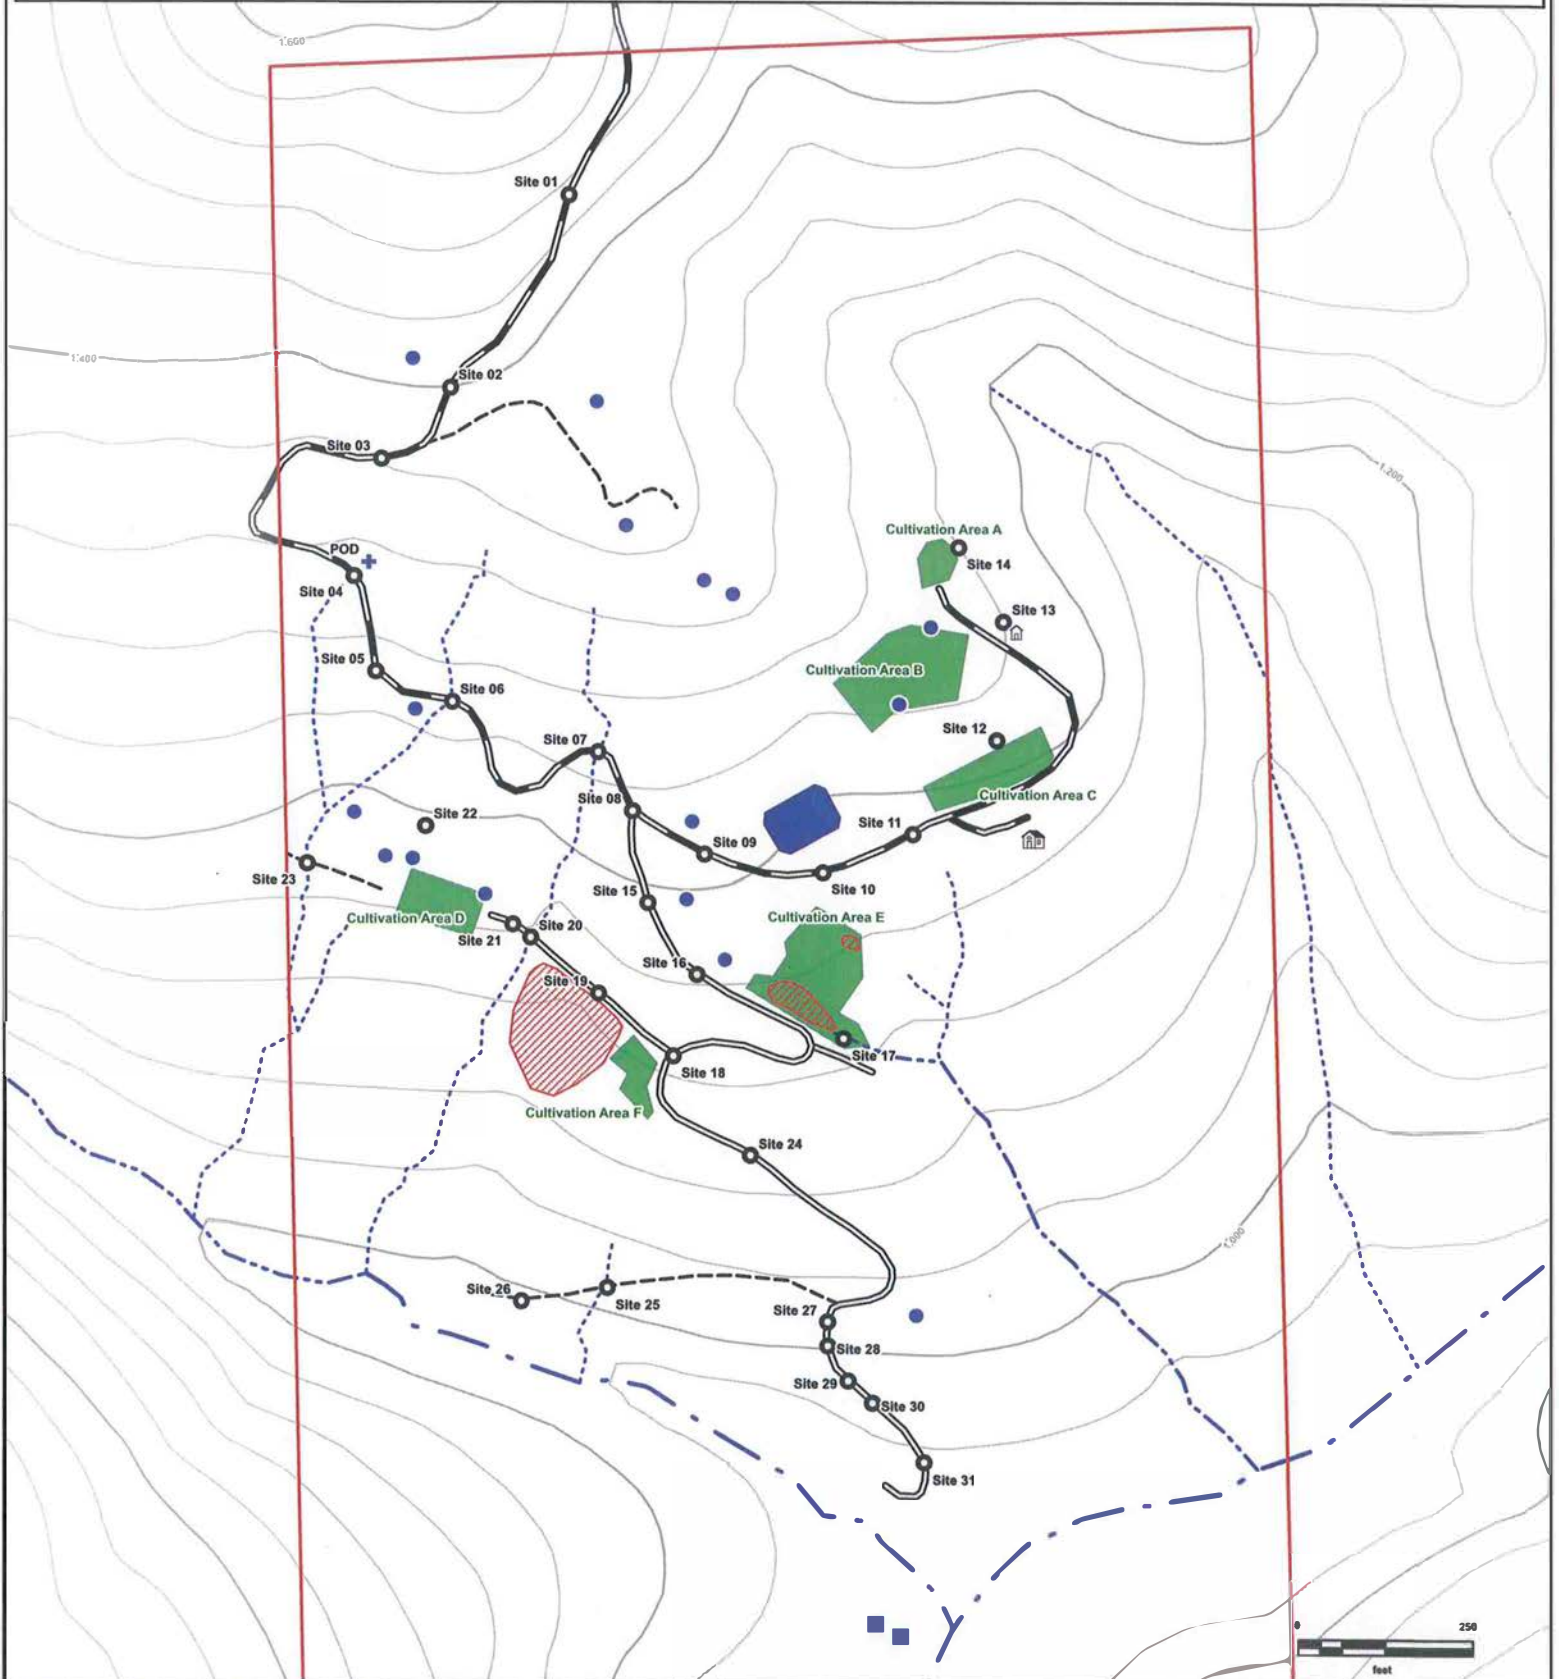 1,600
Site 01
1,400
Site 02
Site 03
1,200
Cultivation Area A
POD
Site 14
Site 04
Site 13
Site 05
Cultivation Area B
Site 06
Site 12
Site 07
Cultivation Area C
Site 08
Site 22
Site 11
Site 09
Site 23
Site 10
Site 15
Cultivation Area D
Cultivation Area E
Site 20
Site 21
Site 16
Site 19
Site 17
Site 18
Cultivation Area F
Site 24
1,000
Site 26
Site 25
Site 27
Site 28
Site 29
Site 30
Site 31
0 250
feet